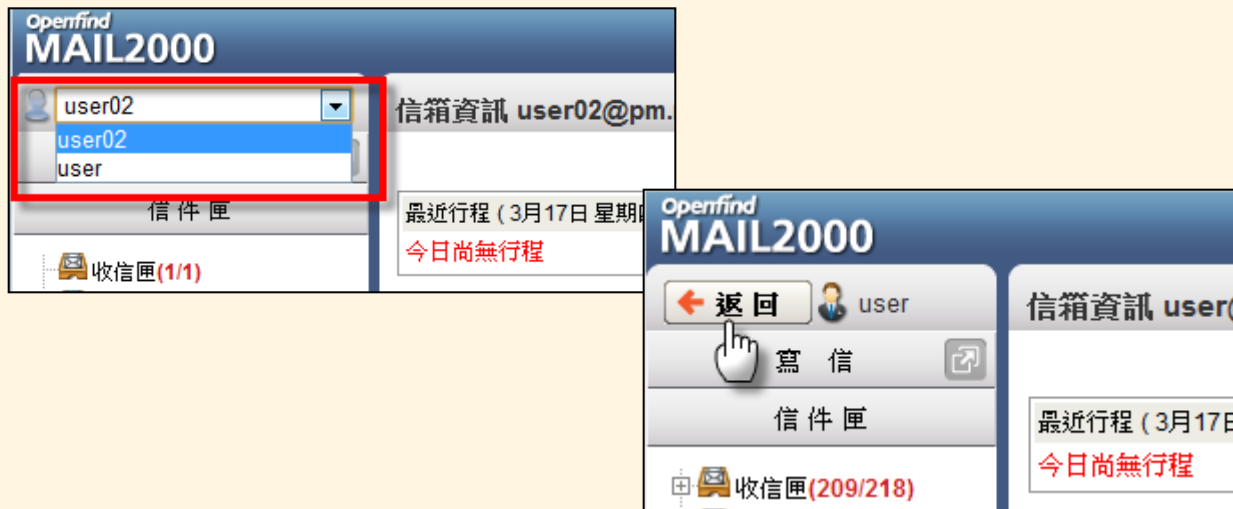 Openfind
MAIL2000
user02
user02
user
信箱資訊 user02@pm.
信件匣
最近行程 ( 3月17日 星期
今日尚無行程
收信匣(1/1)
Openfind
MAIL2000
返回 user
信箱資訊 user@
寫 信
信件匣
最近行程 ( 3月17日
今日尚無行程
收信匣(209/218)